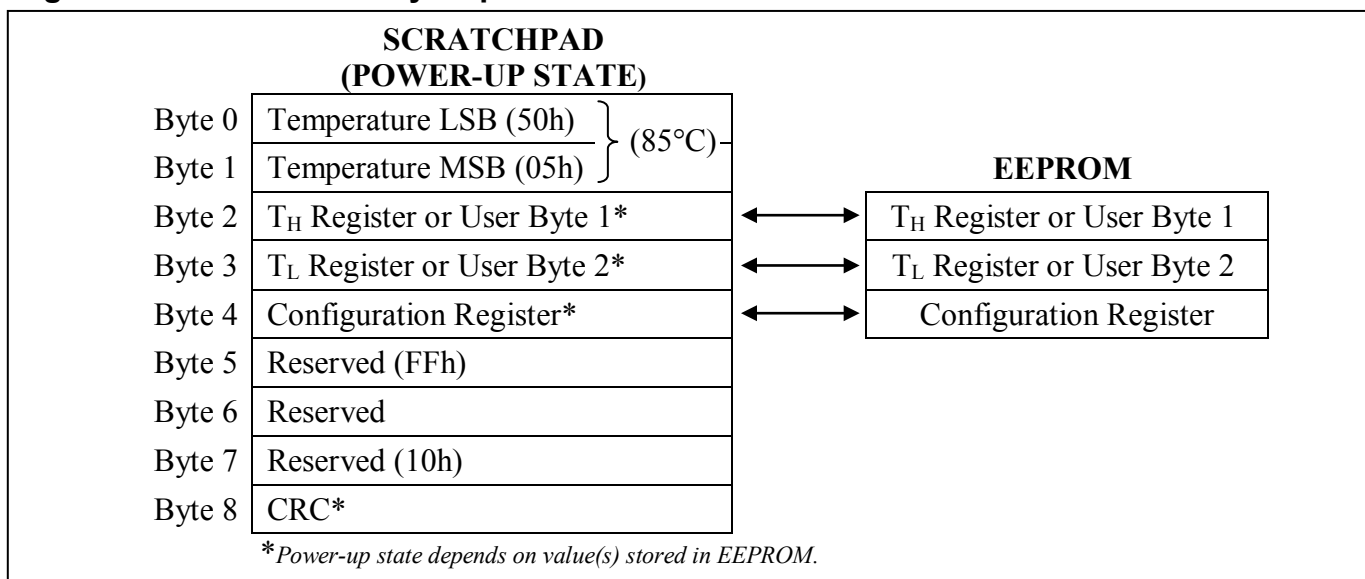 SCRATCHPAD
(POWER-UP STATE)
Byte 0 Temperature LSB (50h)
(85°C)
Byte 1 Temperature MSB (05h)
EEPROM
Byte 2 TH Register or User Byte 1* TH Register or User Byte 1
Byte 3 TL Register or User Byte 2* TL Register or User Byte 2
Byte 4 Configuration Register* Configuration Register
Byte 5 Reserved (FFh)
Byte 6 Reserved
Byte 7 Reserved (10h)
Byte 8 CRC*
*Power-up state depends on value(s) stored in EEPROM.